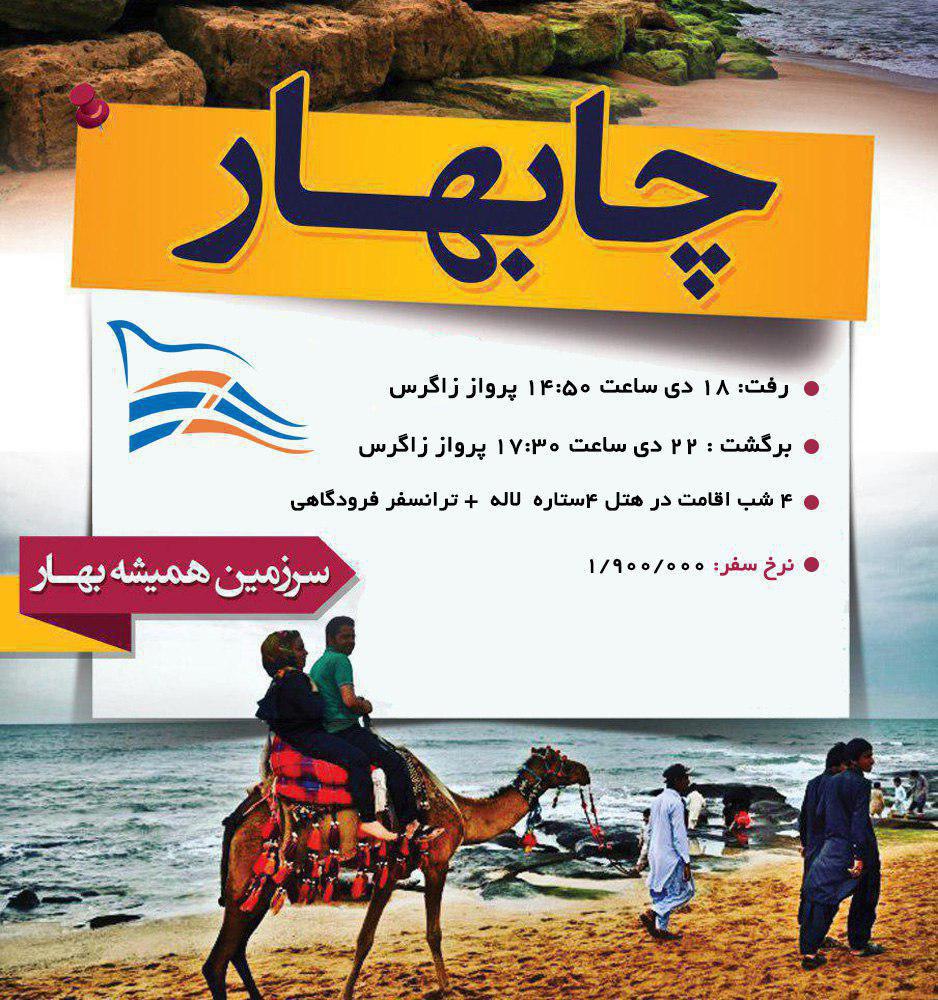 چابهار
رفت: ۱۸ دی ساعت ۱۴:۵۰ پرواز زاگرس
برگشت : ۲۲ دی ساعت ۱۷:۳۰ پرواز زاگرس
۴ شب اقامت در هتل ۴ستاره لاله + ترانسفر فرودگاهی
نرخ سفر: ۱/۹۰۰/۰۰۰
سرزمین همیشه بهار